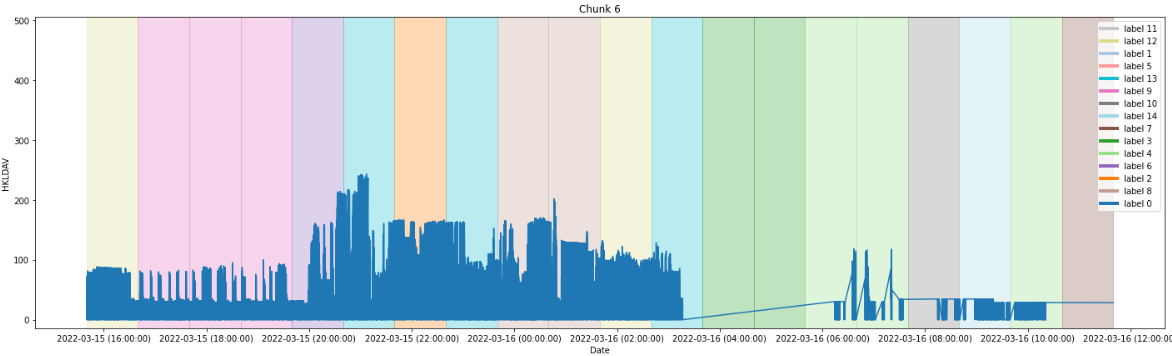 Chunk 6
500
400
300
200
100
0
HKLDAV
label 11
label 12
label 1
label 5
label 13
label 9
label 10
label 14
label 7
label 3
label 4
label 6
label 2
label 8
label 0
2022-03-15 (16:00:00) 2022-03-15 (18:00:00) 2022-03-15 (20:00:00) 2022-03-15 (22:00:00) 2022-03-16 (00:00:00) 2022-03-16 (02:00:00) 2022-03-16 (04:00:00) 2022-03-16 (06:00:00) 2022-03-16 (08:00:00) 2022-03-16 (10:00:00) 2022-03-16 (12:00:0
Date